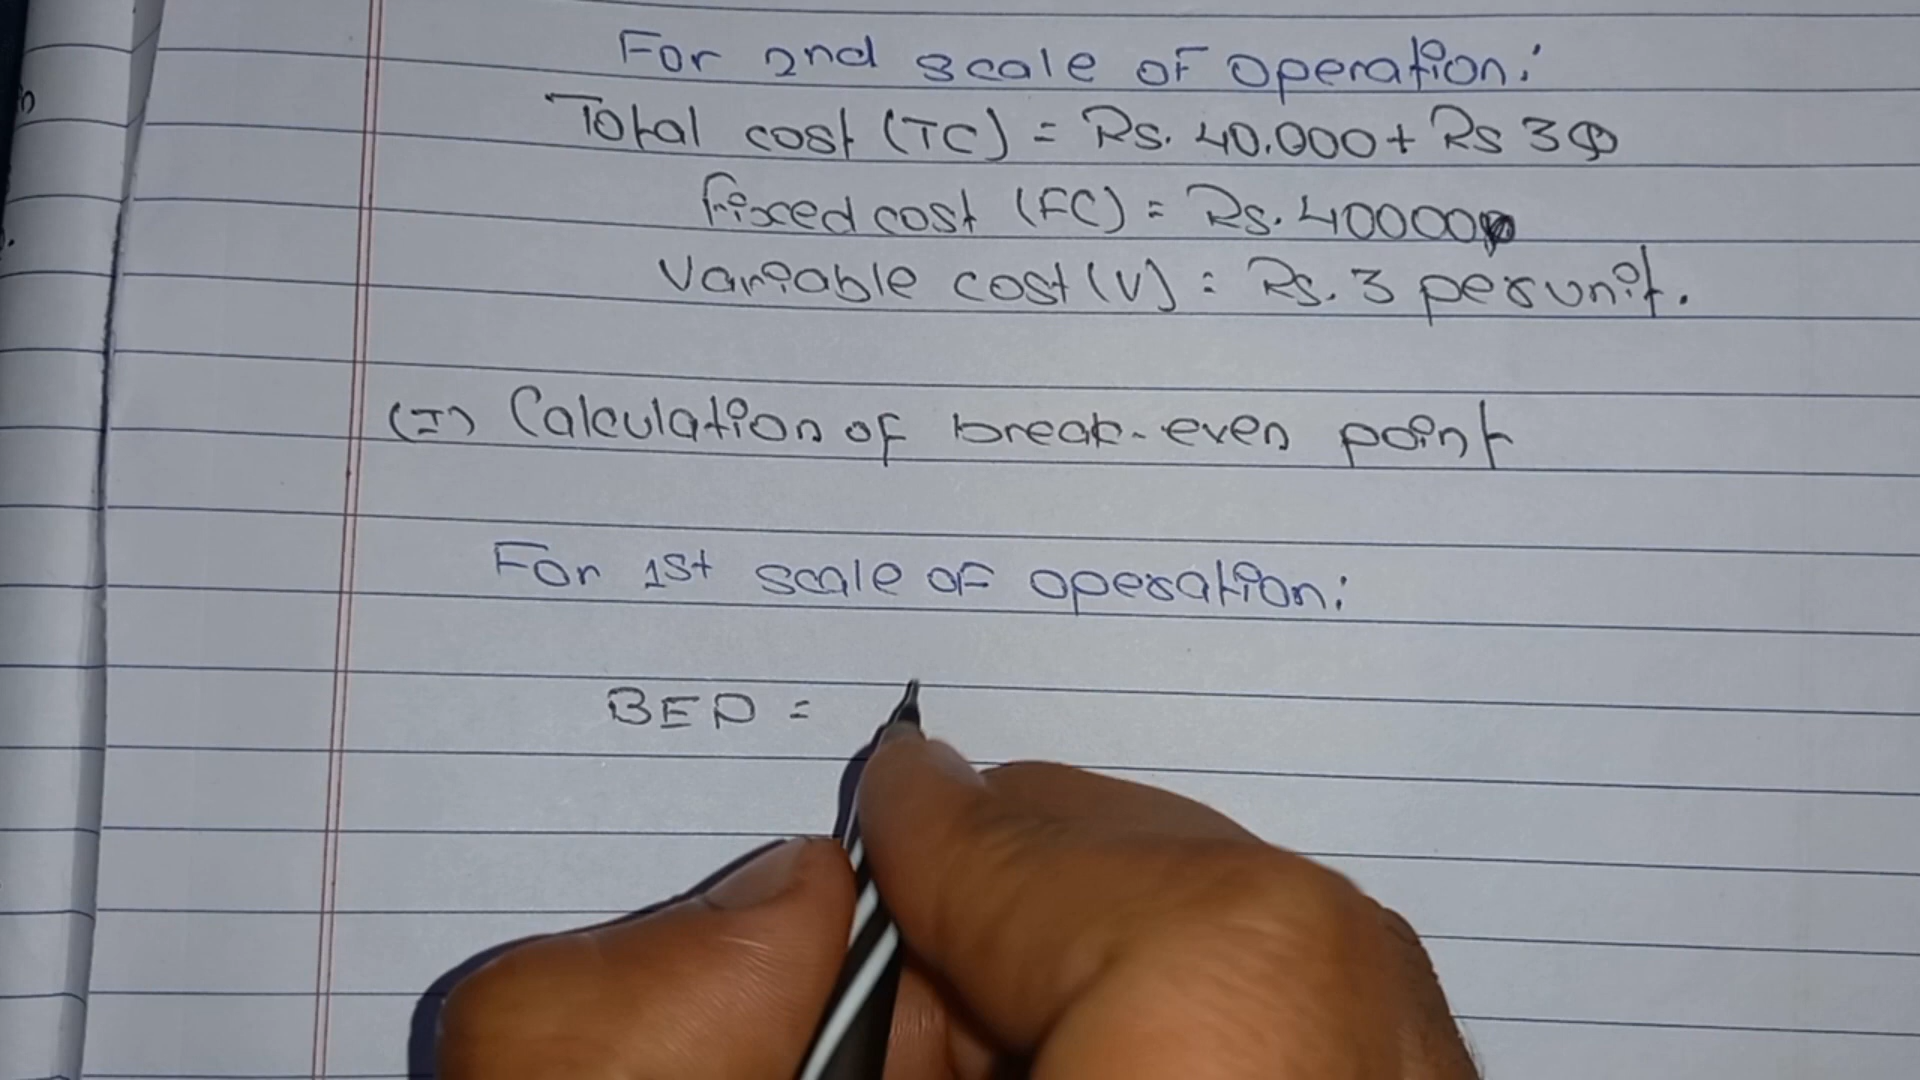 For 2nd scale of operation:
Total cost (TC) = Rs. 40.000 + Rs 3Q
Fixed cost (FC) = Rs. 40000
Variable cost (V) = Rs. 3 per unit.
(I) Calculation of break-even point
For 1st scale of operation:
BEP =